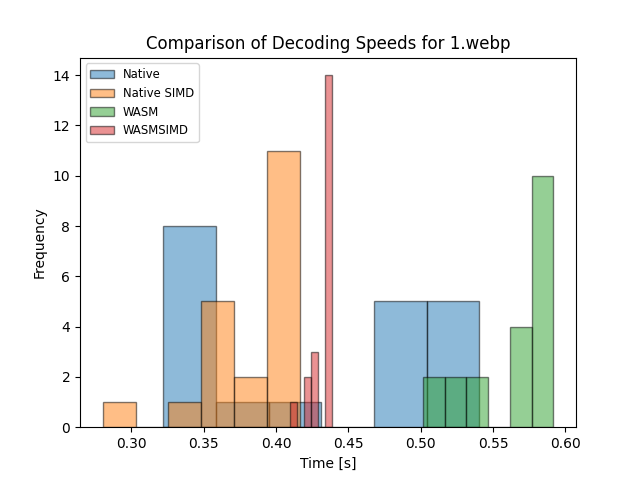 Comparison of Decoding Speeds for 1.webp
Native
Native SIMD
WASM
WASMSIMD
14
12
10
8
6
4
2
0
Frequency
0.30 0.35 0.40 0.45 0.50 0.55 0.60
Time [s]